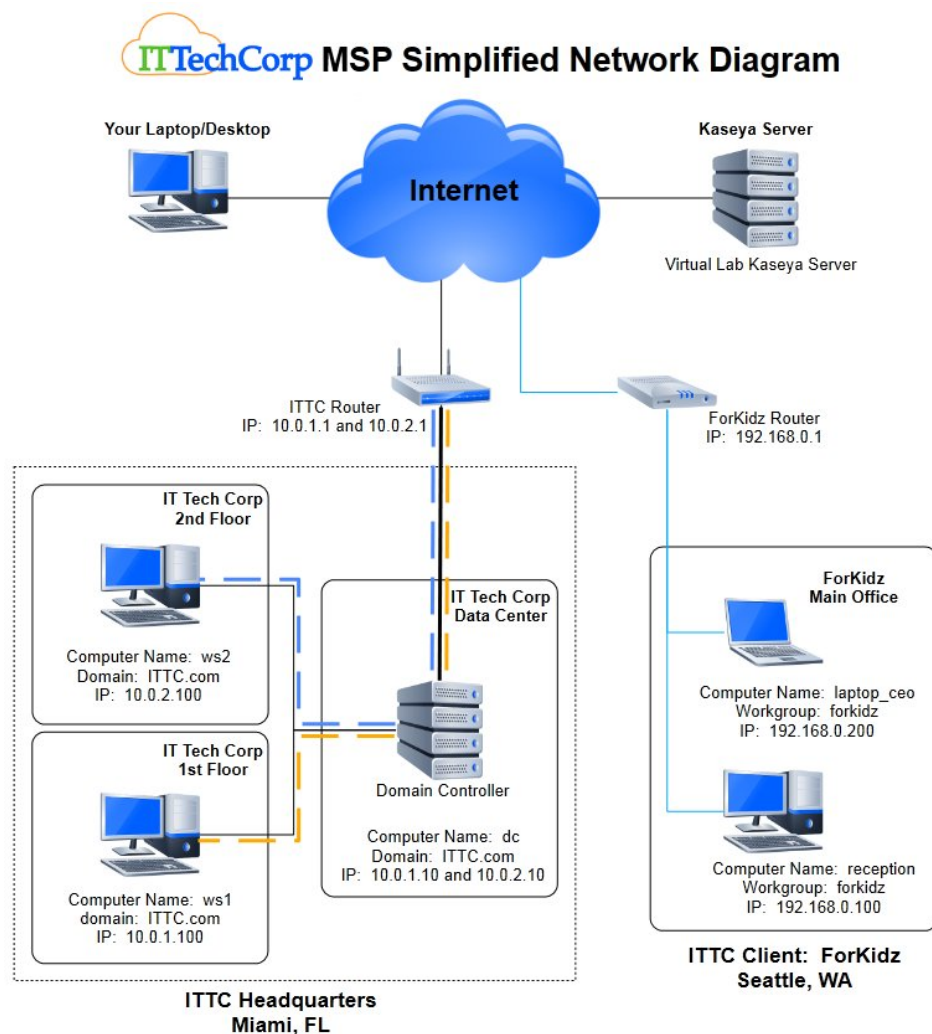 ITTechCorp MSP Simplified Network Diagram
Your Laptop/Desktop
Internet
Kaseya Server
Virtual Lab Kaseya Server
ITTC Router
IP: 10.0.1.1 and 10.0.2.1
ForKidz Router
IP: 192.168.0.1
IT Tech Corp
2nd Floor
Computer Name: ws2
Domain: ITTC.com
IP: 10.0.2.100
IT Tech Corp
1st Floor
Computer Name: ws1
domain: ITTC.com
IP: 10.0.1.100
IT Tech Corp
Data Center
Domain Controller
Computer Name: dc
Domain: ITTC.com
IP: 10.0.1.10 and 10.0.2.10
ITTC Headquarters
Miami, FL
ForKidz
Main Office
Computer Name: laptop_ceo
Workgroup: forkidz
IP: 192.168.0.200
Computer Name: reception
Workgroup: forkidz
IP: 192.168.0.100
ITTC Client: ForKidz
Seattle, WA